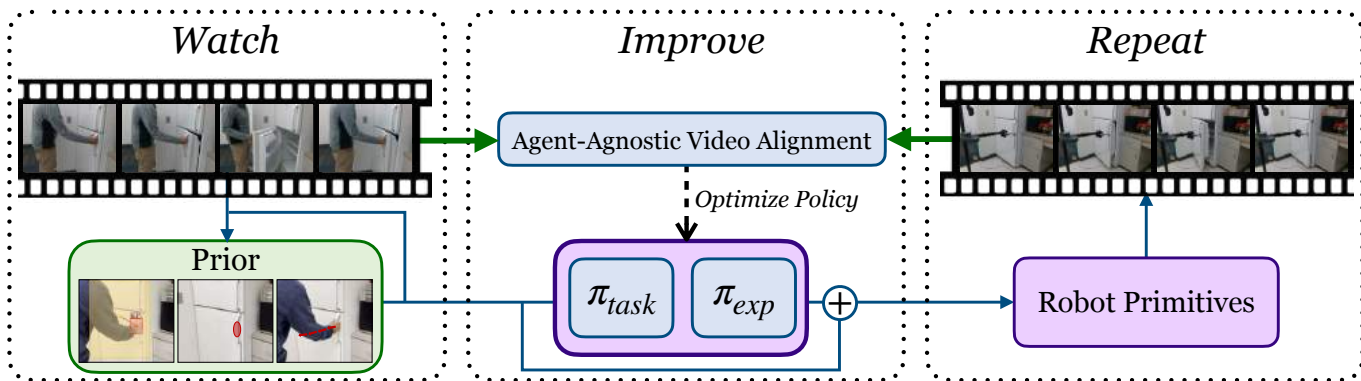 Watch
Improve
Repeat
Agent-Agnostic Video Alignment
Optimize Policy
Prior
π_task
π_exp
+
Robot Primitives